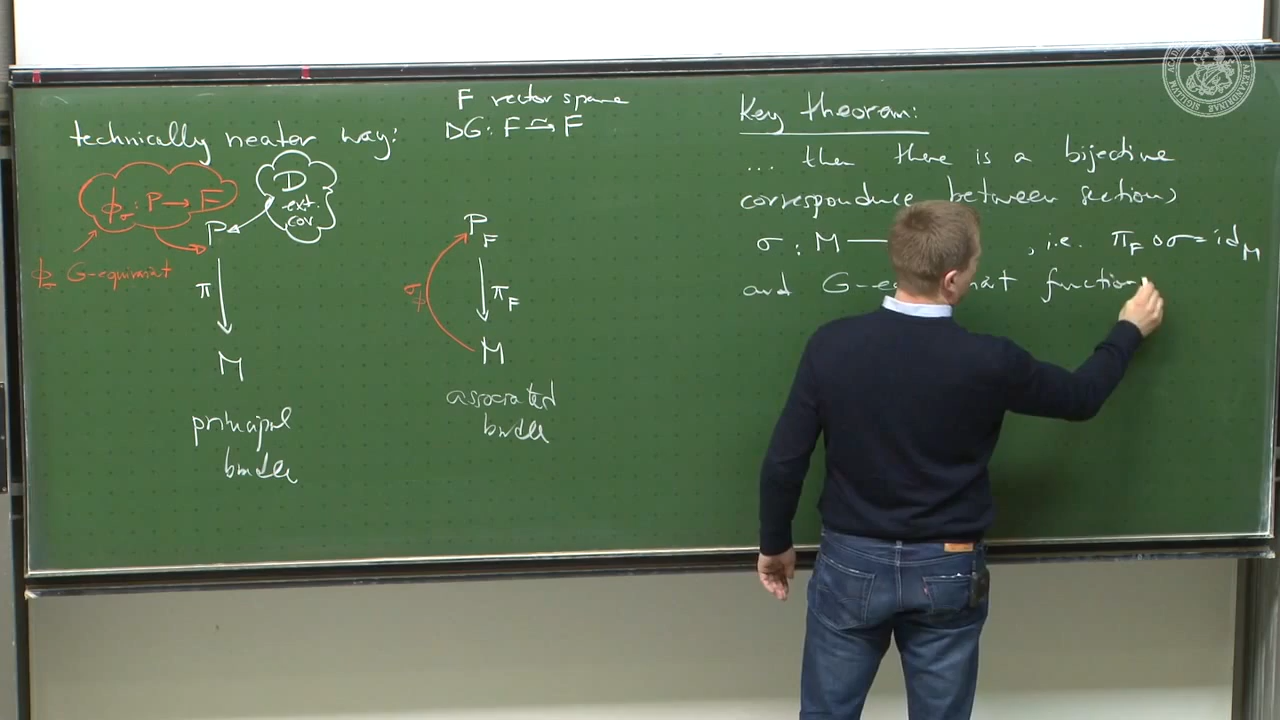 technically neater way:
F vector space
DG: F ⥲ F
ϕ_σ : P → F
D
ext.
cov.
P
ϕ_σ G-equivariant
π
M
principal
bundle
P_F
σ
π_F
M
associated
bundle
Key theorem:
... then there is a bijective
correspondence between sections
σ : M — , i.e. π_F ∘ σ = id_M
and G-eq function